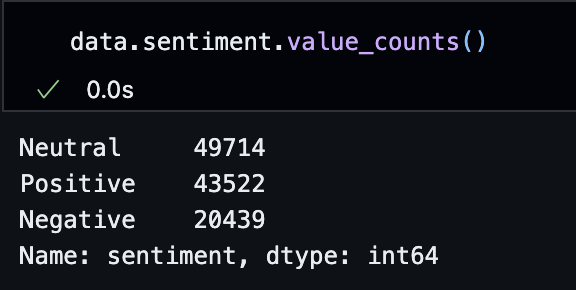 data.sentiment.value_counts()
✓ 0.0s
Neutral 49714
Positive 43522
Negative 20439
Name: sentiment, dtype: int64